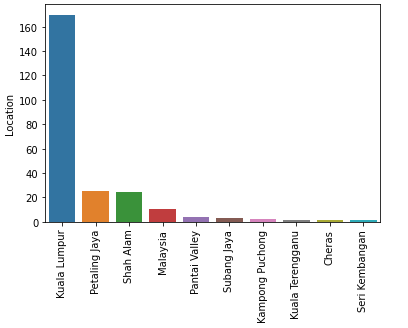 160
140
120
100
80
60
40
20
0
Location
Kuala Lumpur
Petaling Jaya
Shah Alam
Malaysia
Pantai Valley
Subang Jaya
Kampong Puchong
Kuala Terengganu
Cheras
Seri Kembangan